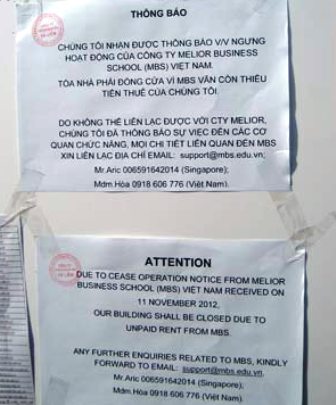 THÔNG BÁO
CHÚNG TÔI NHẬN ĐƯỢC THÔNG BÁO V/V NGƯNG
HOẠT ĐỘNG CỦA CÔNG TY MELIOR BUSINESS
SCHOOL (MBS) VIỆT NAM.
TÒA NHÀ PHẢI ĐÓNG CỬA VÌ MBS VẪN CÒN THIẾU
TIỀN THUÊ CỦA CHÚNG TÔI.
DO KHÔNG THỂ LIÊN LẠC ĐƯỢC VỚI CTY MELIOR,
CHÚNG TÔI ĐÃ THÔNG BÁO SỰ VIỆC ĐẾN CÁC CƠ
QUAN CHỨC NĂNG, MỌI CHI TIẾT LIÊN QUAN ĐẾN MBS
XIN LIÊN LẠC ĐỊA CHỈ EMAIL: support@mbs.edu.vn;
Mr.Aric 006591642014 (Singapore);
Mdm.Hòa 0918 606 776 (Việt Nam).
ATTENTION
DUE TO CEASE OPERATION NOTICE FROM MELIOR
BUSINESS SCHOOL (MBS) VIET NAM RECEIVED ON
11 NOVEMBER 2012,
OUR BUILDING SHALL BE CLOSED DUE TO
UNPAID RENT FROM MBS.
ANY FURTHER ENQUIRIES RELATED TO MBS, KINDLY
FORWARD TO EMAIL: support@mbs.edu.vn,
Mr.Aric 006591642014 (Singapore);
Mdm.Hòa 0918 606 776 (Việt Nam).